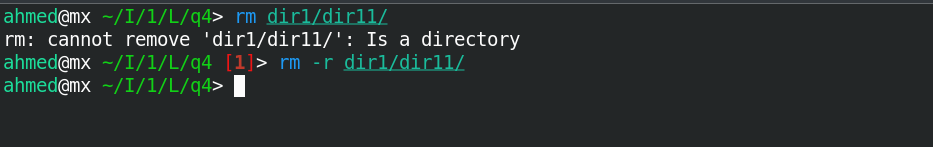 ahmed@mx ~/I/1/L/q4> rm dir1/dir11/
rm: cannot remove 'dir1/dir11/': Is a directory
ahmed@mx ~/I/1/L/q4 [1]> rm -r dir1/dir11/
ahmed@mx ~/I/1/L/q4>